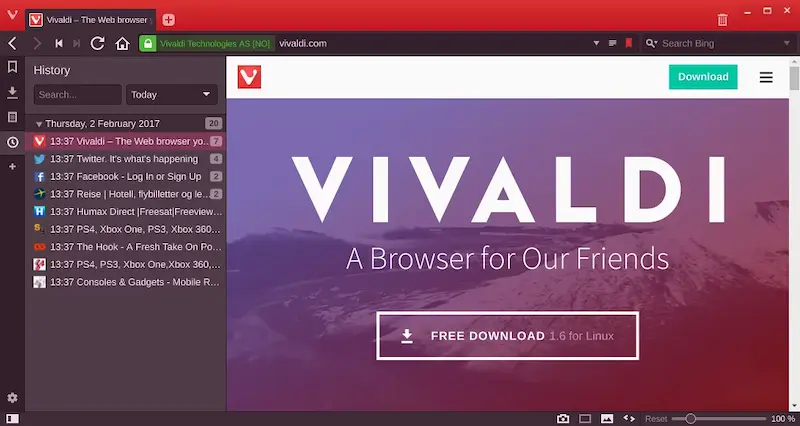 Vivaldi – The Web browser
Vivaldi Technologies AS [NO] vivaldi.com
Search Bing
History
Search...
Today
Download
Thursday, 2 February 2017 20
13:37 Vivaldi – The Web browser yo... 7
13:37 Twitter. It's what's happening 4
13:37 Facebook - Log In or Sign Up 2
13:37 Reise | Hotell, flybilletter og le... 2
13:37 Humax Direct |Freesat|Freeview...
13:37 PS4, Xbox One, PS3, Xbox 360...
13:37 The Hook - A Fresh Take On Po...
13:37 PS4, PS3, Xbox One,Xbox 360,...
13:37 Consoles & Gadgets - Mobile R...
VIVALDI
A Browser for Our Friends
FREE DOWNLOAD 1.6 for Linux
Reset 100 %